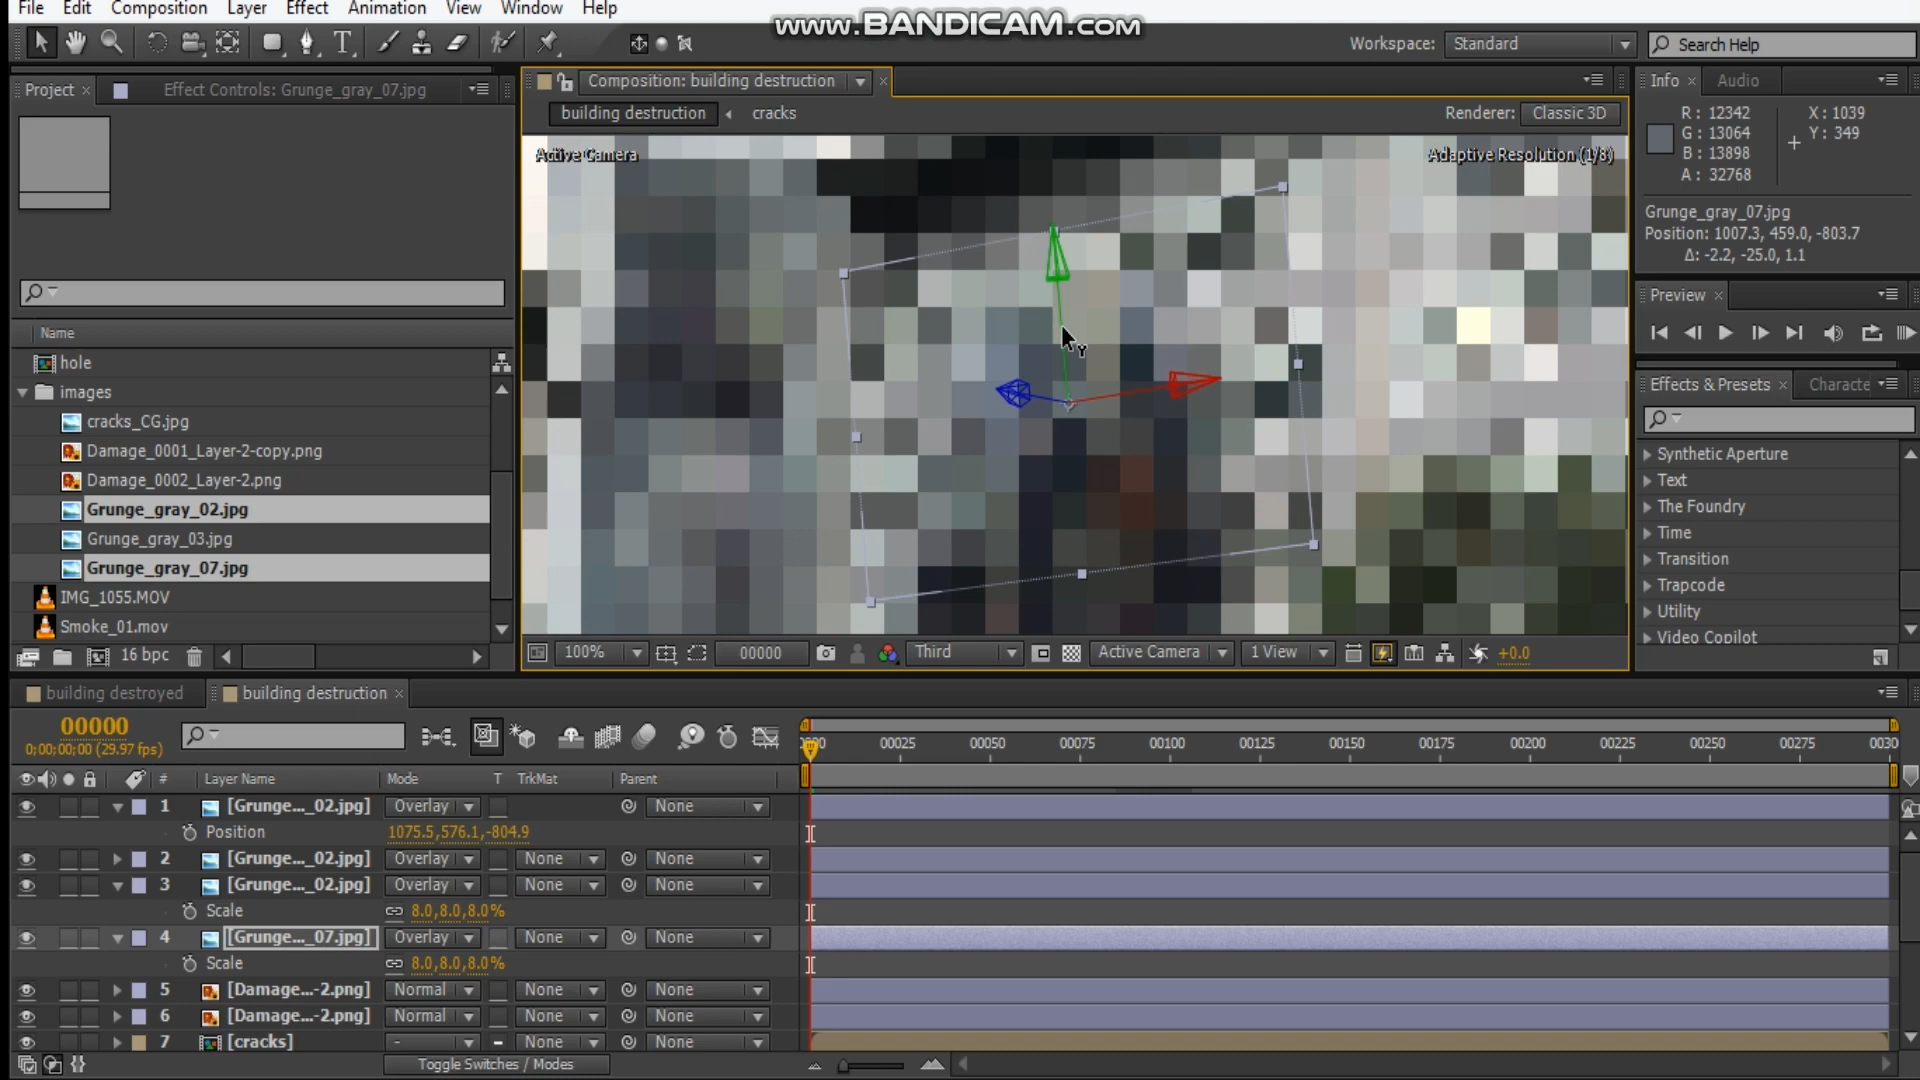 File Edit Composition Layer Effect Animation View Window Help
www.BANDICAM.com
Workspace: Standard
Search Help
Project
Effect Controls: Grunge_gray_07.jpg
Composition: building destruction
Info
Audio
building destruction
cracks
Renderer: Classic 3D
R: 12342
G: 13064
B: 13898
A: 32768
X: 1039
Y: 349
Active Camera
Adaptive Resolution (1/8)
Grunge_gray_07.jpg
Position: 1007.3, 459.0, -803.7
Δ: -2.2, -25.0, 1.1
Preview
Name
hole
images
cracks_CG.jpg
Damage_0001_Layer-2-copy.png
Damage_0002_Layer-2.png
Grunge_gray_02.jpg
Grunge_gray_03.jpg
Grunge_gray_07.jpg
IMG_1055.MOV
Smoke_01.mov
16 bpc
Y
Effects & Presets
Characte
Synthetic Aperture
Text
The Foundry
Time
Transition
Trapcode
Utility
Video Copilot
100%
00000
Third
Active Camera
1 View
+0.0
building destroyed
building destruction
00000
0;00;00;00 (29.97 fps)
00025 00050 00075 00100 00125 00150 00175 00200 00225 00250 00275 0030
# Layer Name Mode T TrkMat Parent
1 [Grunge..._02.jpg] Overlay None
Position 1075.5,576.1,-804.9
2 [Grunge..._02.jpg] Overlay None None
3 [Grunge..._02.jpg] Overlay None None
Scale 8.0,8.0,8.0%
4 [Grunge..._07.jpg] Overlay None None
Scale 8.0,8.0,8.0%
5 [Damage...-2.png] Normal None None
6 [Damage...-2.png] Normal None None
7 [cracks] - None None
Toggle Switches / Modes